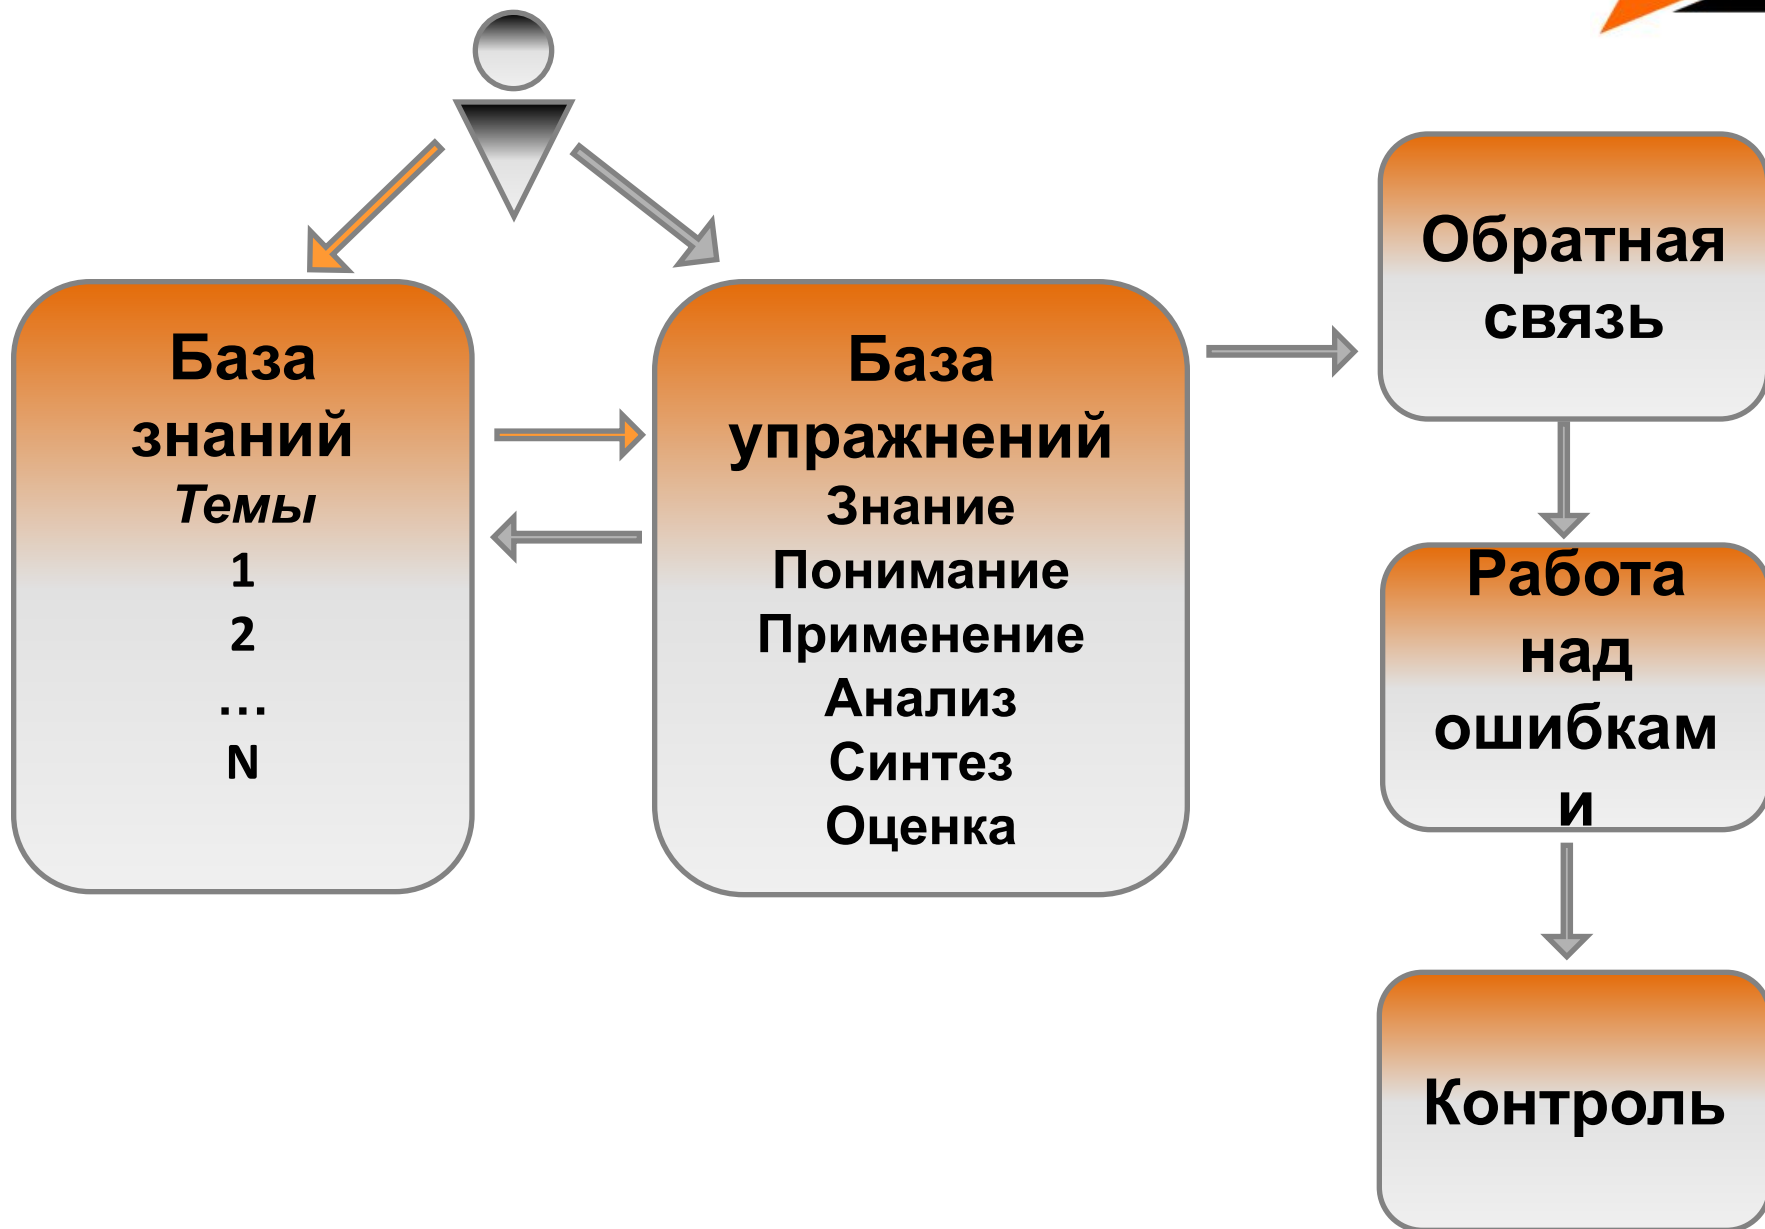 База
знаний
Темы
1
2
...
N
База
упражнений
Знание
Понимание
Применение
Анализ
Синтез
Оценка
Обратная
связь
Работа
над
ошибкам
и
Контроль